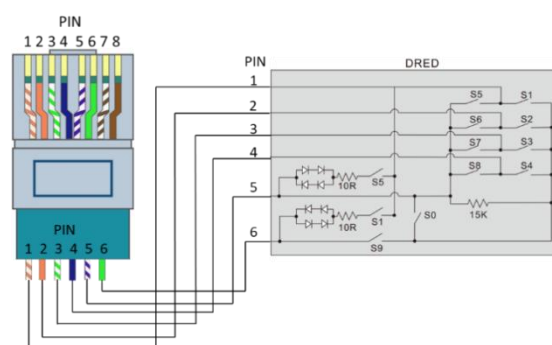 PIN
1 2 3 4 5 6 7 8
PIN
1 2 3 4 5 6
PIN
1
2
3
4
5
6
DRED
S5 S1
S6 S2
S7 S3
S8 S4
10R S5
15K
10R S1
S0
S9